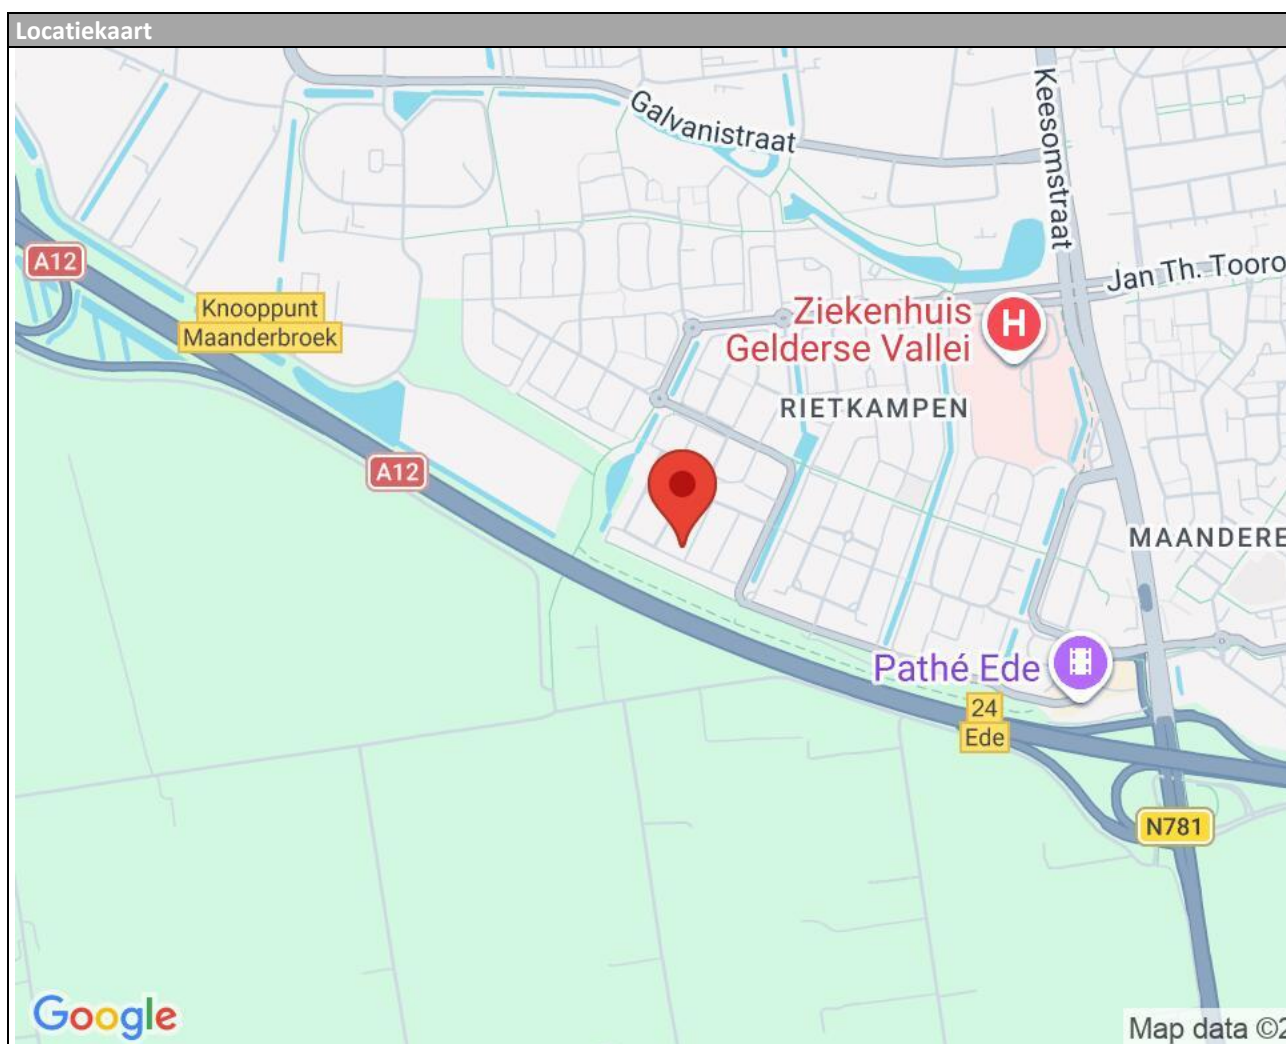 Locatiekaart
Galvanistraat
Keesomstraat
A12
Jan Th. Tooro
Knooppunt
Maanderbroek
Ziekenhuis
Gelderse Vallei
H
RIETKAMPEN
A12
MAANDERE
Pathé Ede
24
Ede
N781
Google
Map data ©2